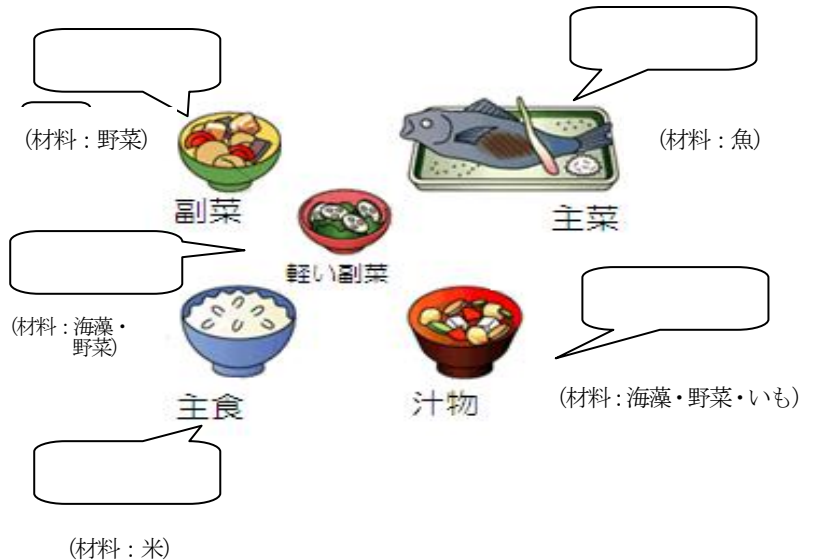 (材料:野菜)
(材料:魚)
副菜
主菜
軽い副菜
(材料:海藻・
野菜)
主食
汁物
(材料:海藻・野菜・いも)
(材料:米)